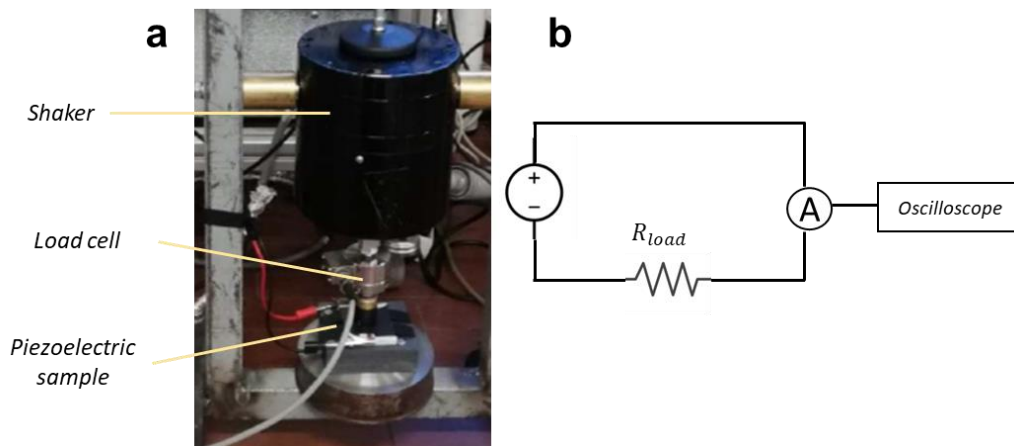 a
b
Shaker
Load cell
Piezoelectric
sample
+
−
R_load
A
Oscilloscope